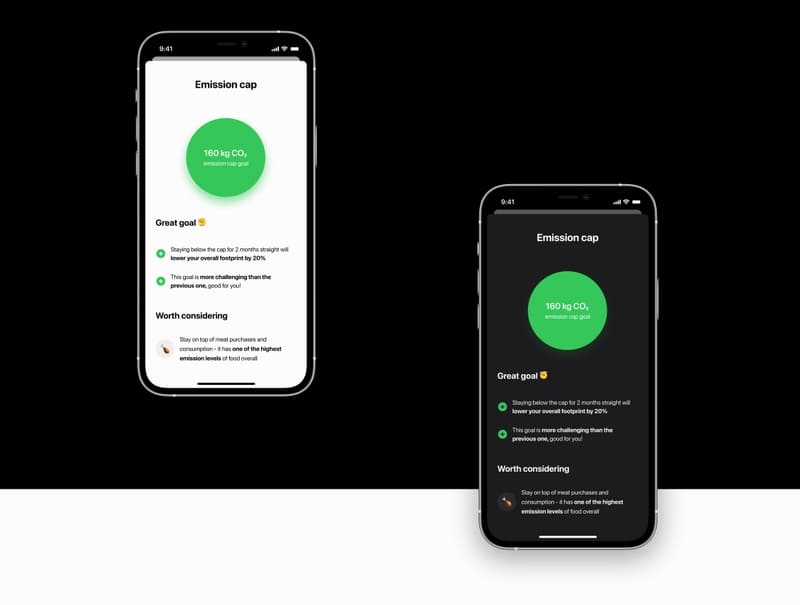 9:41
Emission cap
160 kg CO₂
emission cap goal
Great goal ✊
Staying below the cap for 2 months straight will
lower your overall footprint by 20%
This goal is more challenging than the
previous one, good for you!
Worth considering
Stay on top of meat purchases and
consumption - it has one of the highest
emission levels of food overall
9:41
Emission cap
160 kg CO₂
emission cap goal
Great goal ✊
Staying below the cap for 2 months straight will
lower your overall footprint by 20%
This goal is more challenging than the
previous one, good for you!
Worth considering
Stay on top of meat purchases and
consumption - it has one of the highest
emission levels of food overall